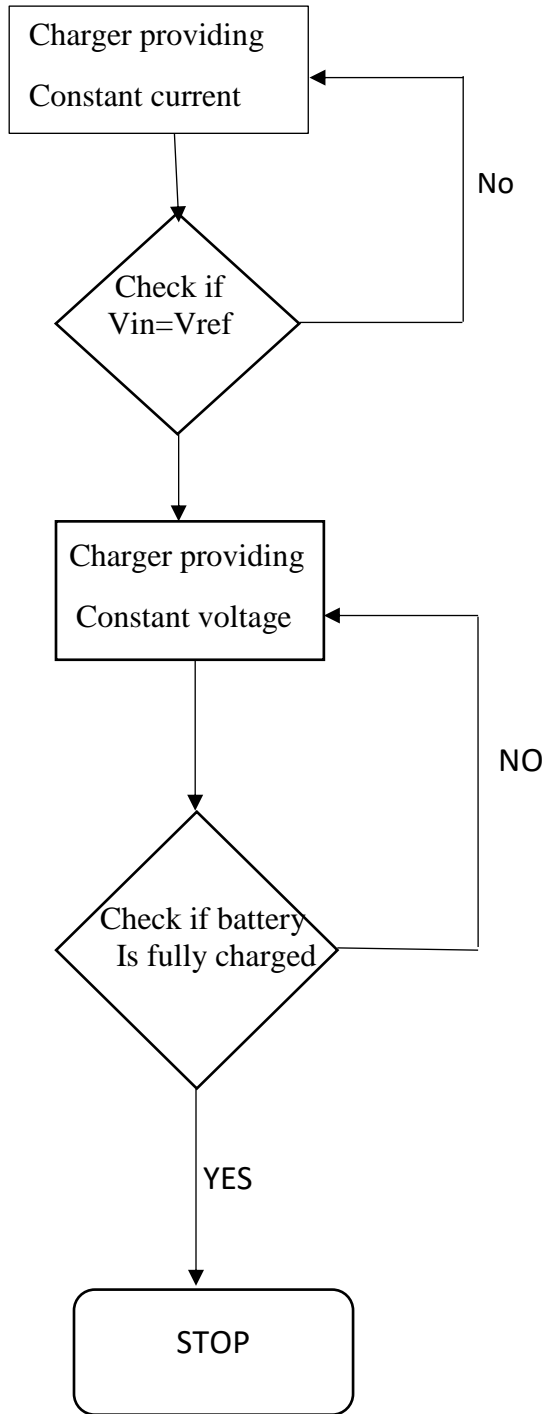 Charger providing
Constant current
No
Check if
Vin=Vref
Charger providing
Constant voltage
NO
Check if battery
Is fully charged
YES
STOP